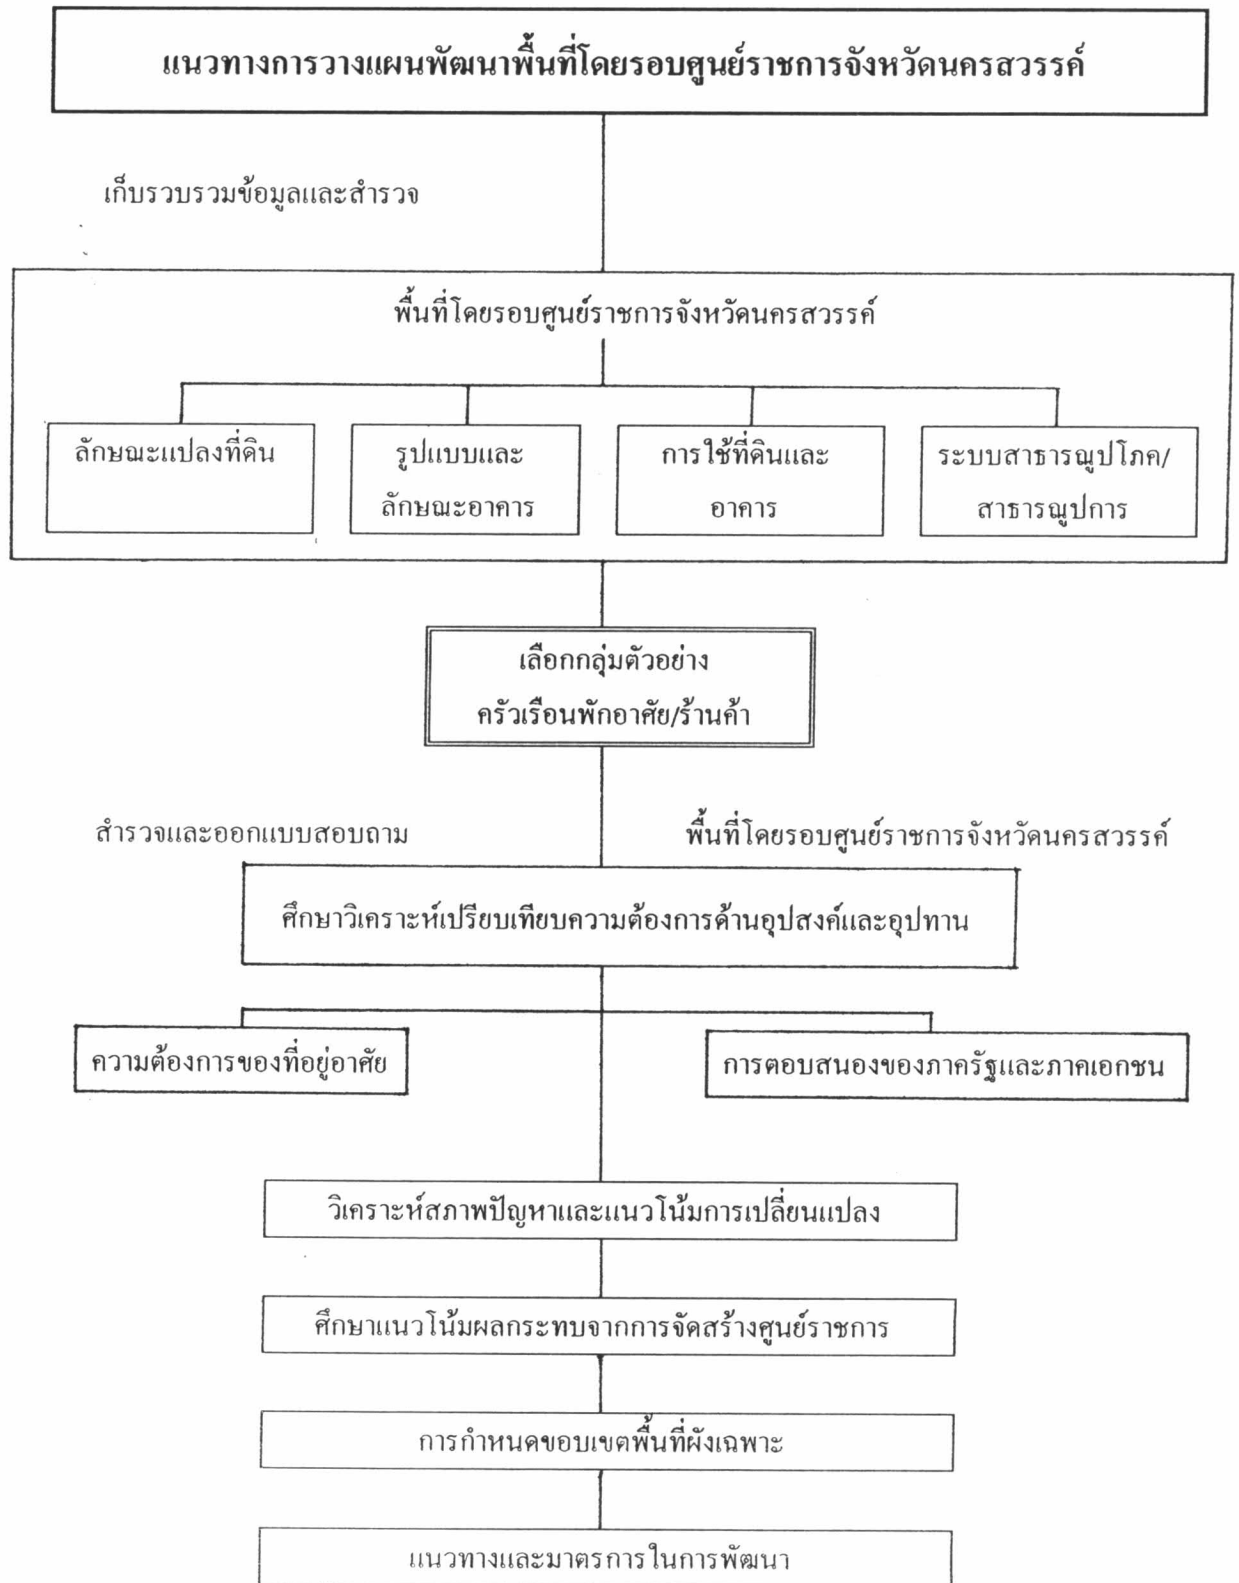 แนวทางการวางแผนพัฒนาพื้นที่โดยรอบศูนย์ราชการจังหวัดนครสวรรค์
เก็บรวบรวมข้อมูลและสำรวจ
พื้นที่โดยรอบศูนย์ราชการจังหวัดนครสวรรค์
ลักษณะแปลงที่ดิน
รูปแบบและ
ลักษณะอาคาร
การใช้ที่ดินและ
อาคาร
ระบบสาธารณูปโภค/
สาธารณูปการ
เลือกกลุ่มตัวอย่าง
ครัวเรือนพักอาศัย/ร้านค้า
สำรวจและออกแบบสอบถาม
พื้นที่โดยรอบศูนย์ราชการจังหวัดนครสวรรค์
ศึกษาวิเคราะห์เปรียบเทียบความต้องการด้านอุปสงค์และอุปทาน
ความต้องการของที่อยู่อาศัย
การตอบสนองของภาครัฐและภาคเอกชน
วิเคราะห์สภาพปัญหาและแนวโน้มการเปลี่ยนแปลง
ศึกษาแนวโน้มผลกระทบจากการจัดสร้างศูนย์ราชการ
การกำหนดขอบเขตพื้นที่ผังเฉพาะ
แนวทางและมาตรการในการพัฒนา